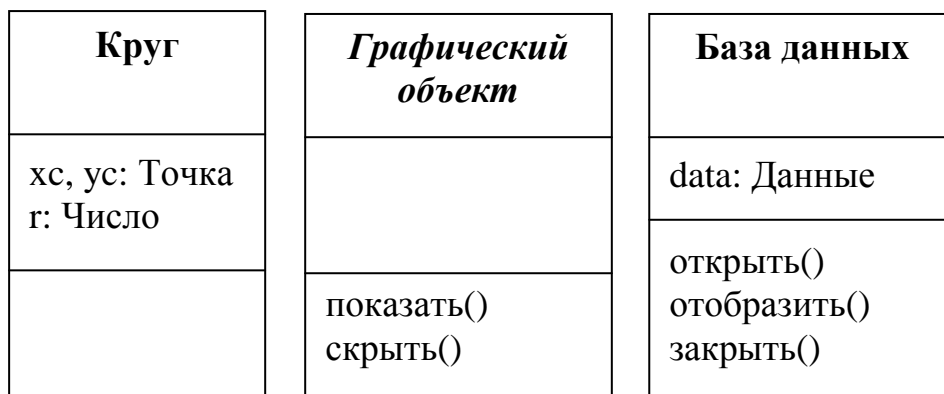 Круг
xc, yc: Точка
r: Число
Графический
объект
показать()
скрыть()
База данных
data: Данные
открыть()
отобразить()
закрыть()